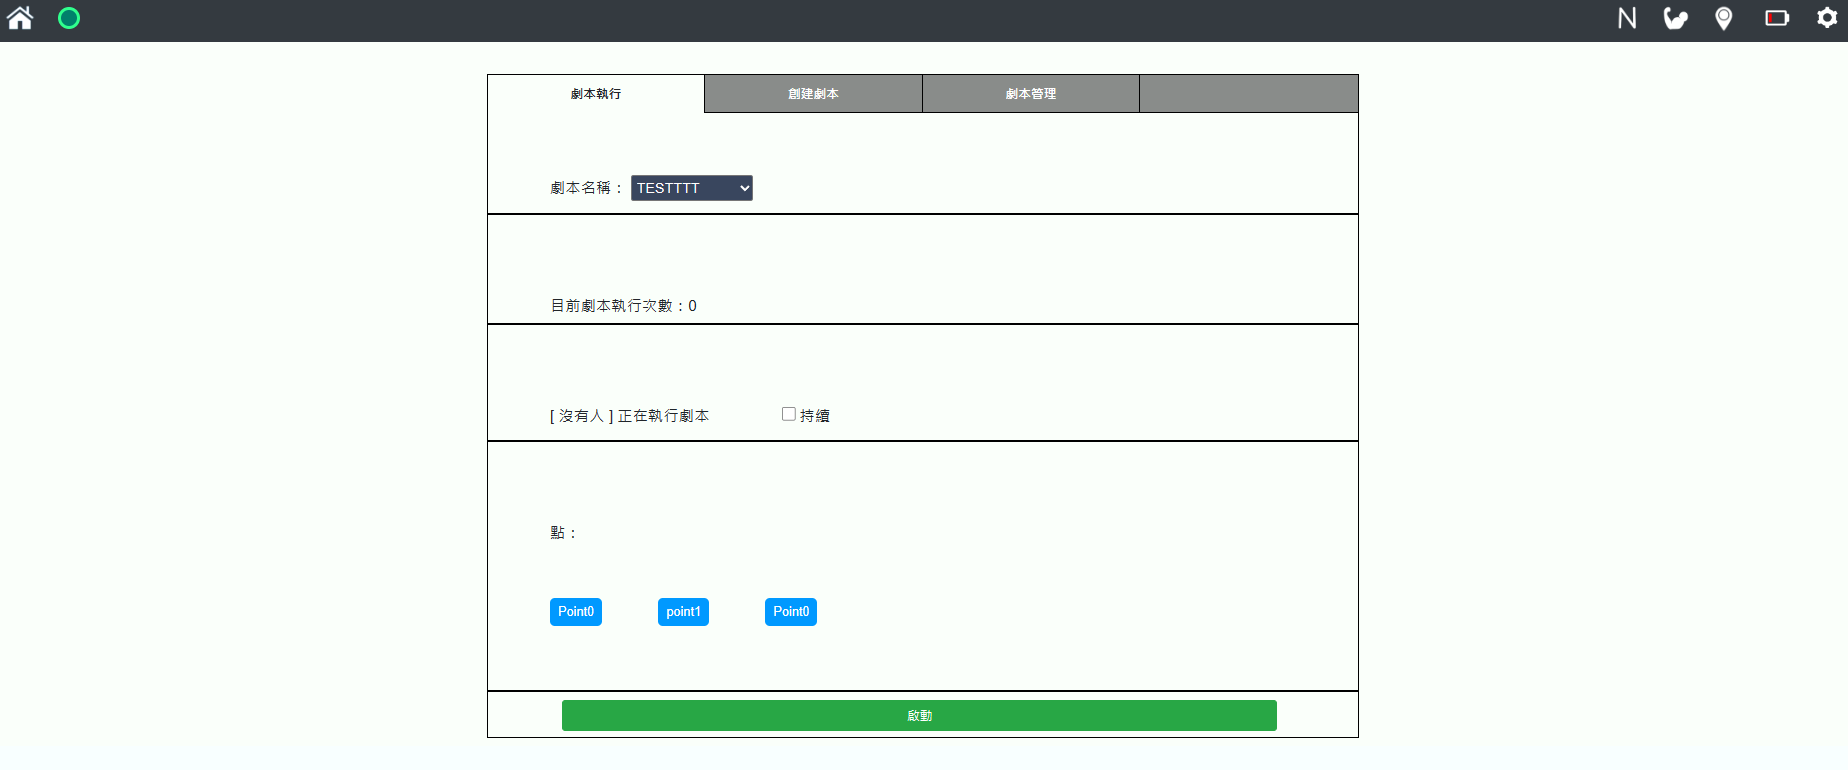 N
劇本執行 創建劇本 劇本管理
劇本名稱： TESTTTT
目前劇本執行次數：0
[ 沒有人 ] 正在執行劇本 持續
點：
Point0 point1 Point0
啟動